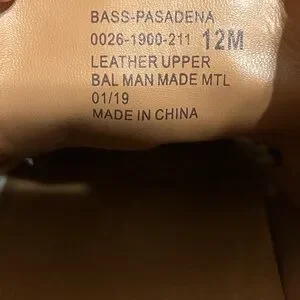 BASS-PASADENA
0026-1900-211 12M
LEATHER UPPER
BAL MAN MADE MTL
01/19
MADE IN CHINA